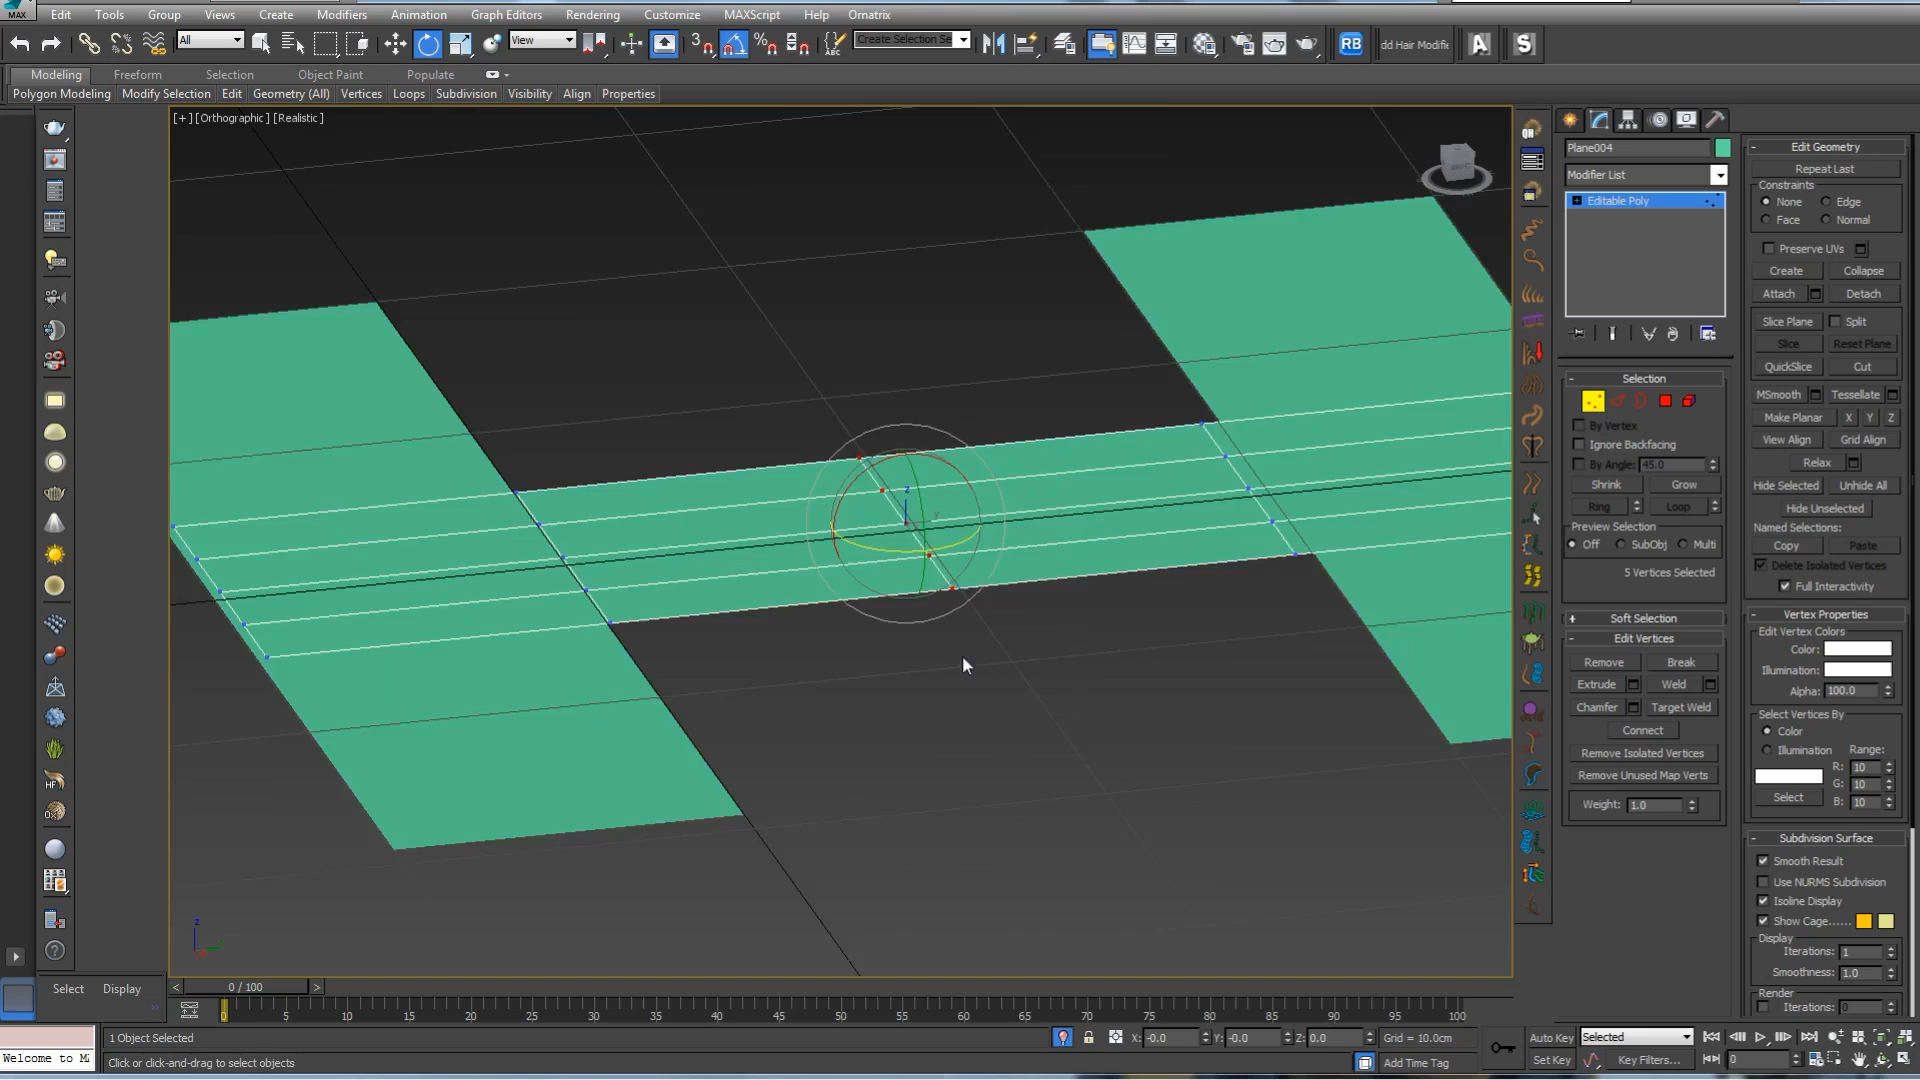 MAX Edit Tools Group Views Create Modifiers Animation Graph Editors Rendering Customize MAXScript Help Ornatrix
All View 3 ABC Create Selection Se RB dd Hair Modifi A S
Modeling Freeform Selection Object Paint Populate
Polygon Modeling Modify Selection Edit Geometry (All) Vertices Loops Subdivision Visibility Align Properties
[+] [Orthographic ] [Realistic ]
z
y
z
Select Display
0 / 100
0 5 10 15 20 25 30 35 40 45 50 55 60 65 70 75 80 85 90 95 100
Welcome to M
1 Object Selected
Click or click-and-drag to select objects
X: -0.0 Y: -0.0 Z: 0.0 Grid = 10.0cm
Add Time Tag
Auto Key Selected
Set Key Key Filters... 0
QH
HF
Plane004
Modifier List
Editable Poly
- Selection
By Vertex
Ignore Backfacing
By Angle: 45.0
Shrink Grow
Ring Loop
Preview Selection
Off SubObj Multi
5 Vertices Selected
+ Soft Selection
- Edit Vertices
Remove Break
Extrude Weld
Chamfer Target Weld
Connect
Remove Isolated Vertices
Remove Unused Map Verts
Weight: 1.0
- Edit Geometry
Repeat Last
Constraints
None Edge
Face Normal
Preserve UVs
Create Collapse
Attach Detach
Slice Plane Split
Slice Reset Plane
QuickSlice Cut
MSmooth Tessellate
Make Planar X Y Z
View Align Grid Align
Relax
Hide Selected Unhide All
Hide Unselected
Named Selections:
Copy Paste
Delete Isolated Vertices
Full Interactivity
- Vertex Properties
Edit Vertex Colors
Color:
Illumination:
Alpha: 100.0
Select Vertices By
Color
Illumination Range:
R: 10
G: 10
Select B: 10
- Subdivision Surface
Smooth Result
Use NURMS Subdivision
Isoline Display
Show Cage......
Display
Iterations: 1
Smoothness: 1.0
Render
Iterations: 0